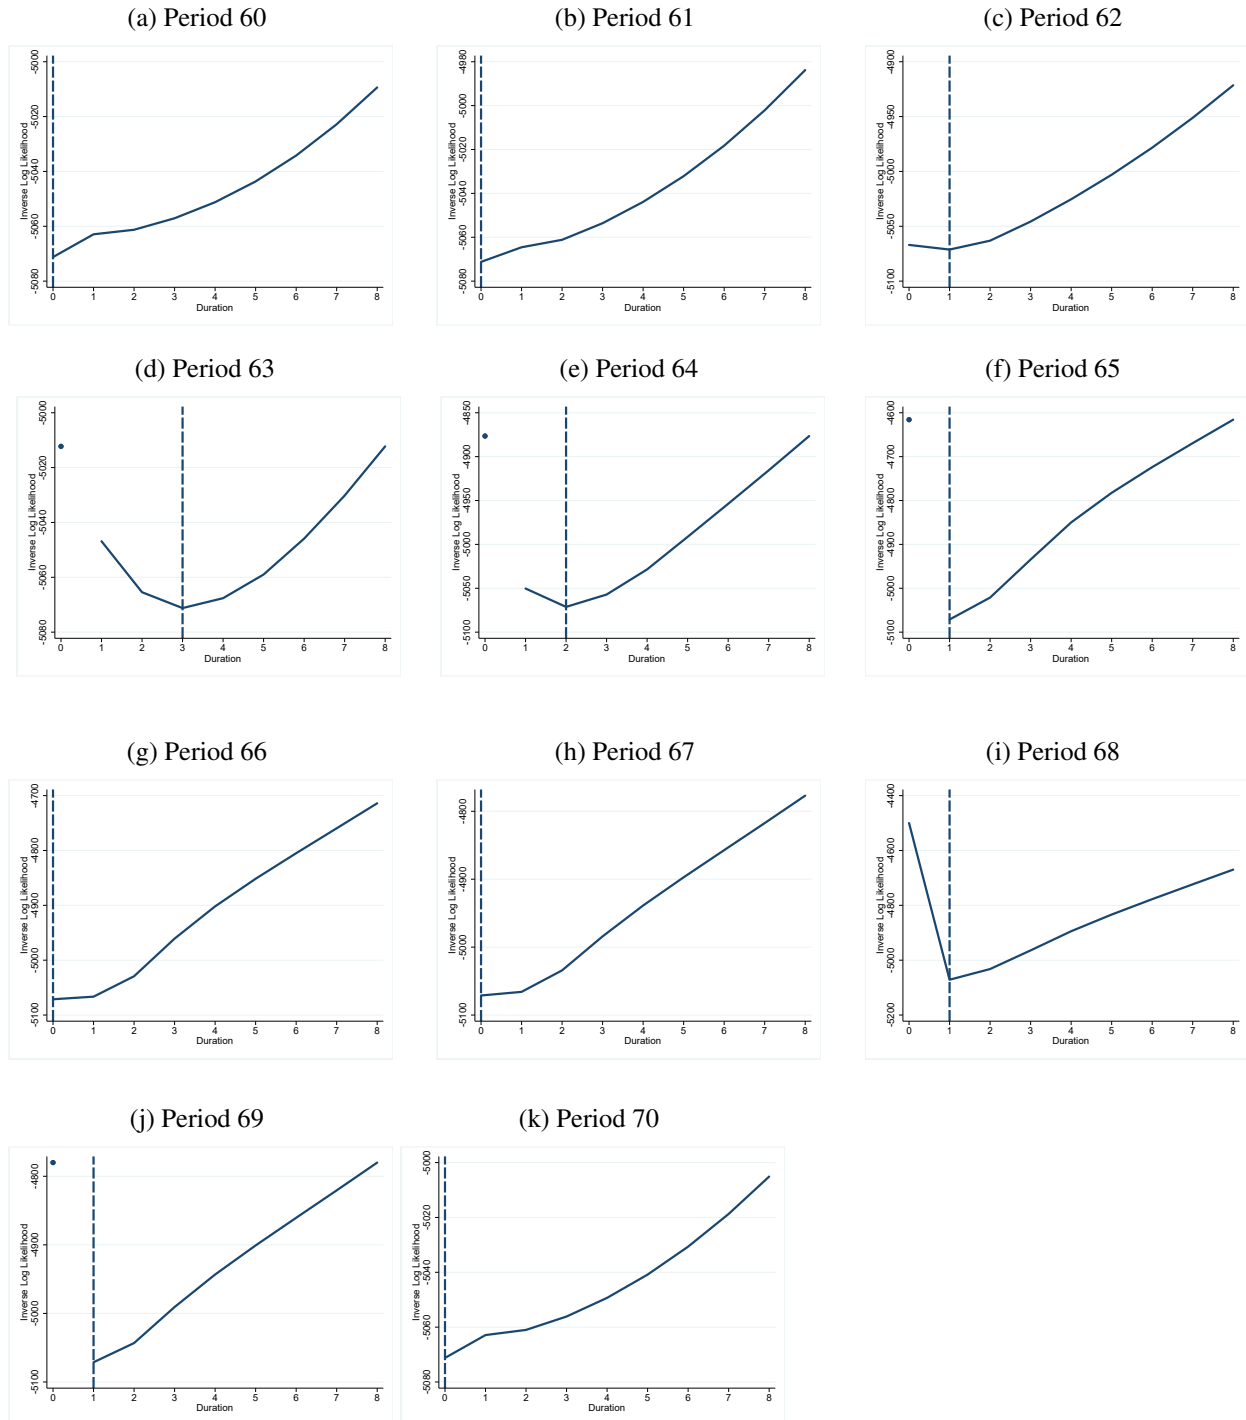 (a) Period 60
(b) Period 61
(c) Period 62
Inverse Log Likelihood
-5080 -5060 -5040 -5020 -5000
0 1 2 3 4 5 6 7 8
Duration
Inverse Log Likelihood
-5080 -5060 -5040 -5020 -5000 -4980
0 1 2 3 4 5 6 7 8
Duration
Inverse Log Likelihood
-5100 -5050 -5000 -4950 -4900
0 1 2 3 4 5 6 7 8
Duration
(d) Period 63
(e) Period 64
(f) Period 65
Inverse Log Likelihood
-5080 -5060 -5040 -5020 -5000
0 1 2 3 4 5 6 7 8
Duration
Inverse Log Likelihood
-5100 -5050 -5000 -4950 -4900 -4850
0 1 2 3 4 5 6 7 8
Duration
Inverse Log Likelihood
-5100 -5000 -4900 -4800 -4700 -4600
0 1 2 3 4 5 6 7 8
Duration
(g) Period 66
(h) Period 67
(i) Period 68
Inverse Log Likelihood
-5100 -5000 -4900 -4800 -4700
0 1 2 3 4 5 6 7 8
Duration
Inverse Log Likelihood
-5100 -5000 -4900 -4800
0 1 2 3 4 5 6 7 8
Duration
Inverse Log Likelihood
-5200 -5000 -4800 -4600 -4400
0 1 2 3 4 5 6 7 8
Duration
(j) Period 69
(k) Period 70
Inverse Log Likelihood
-5100 -5000 -4900 -4800
0 1 2 3 4 5 6 7 8
Duration
Inverse Log Likelihood
-5080 -5060 -5040 -5020 -5000
0 1 2 3 4 5 6 7 8
Duration